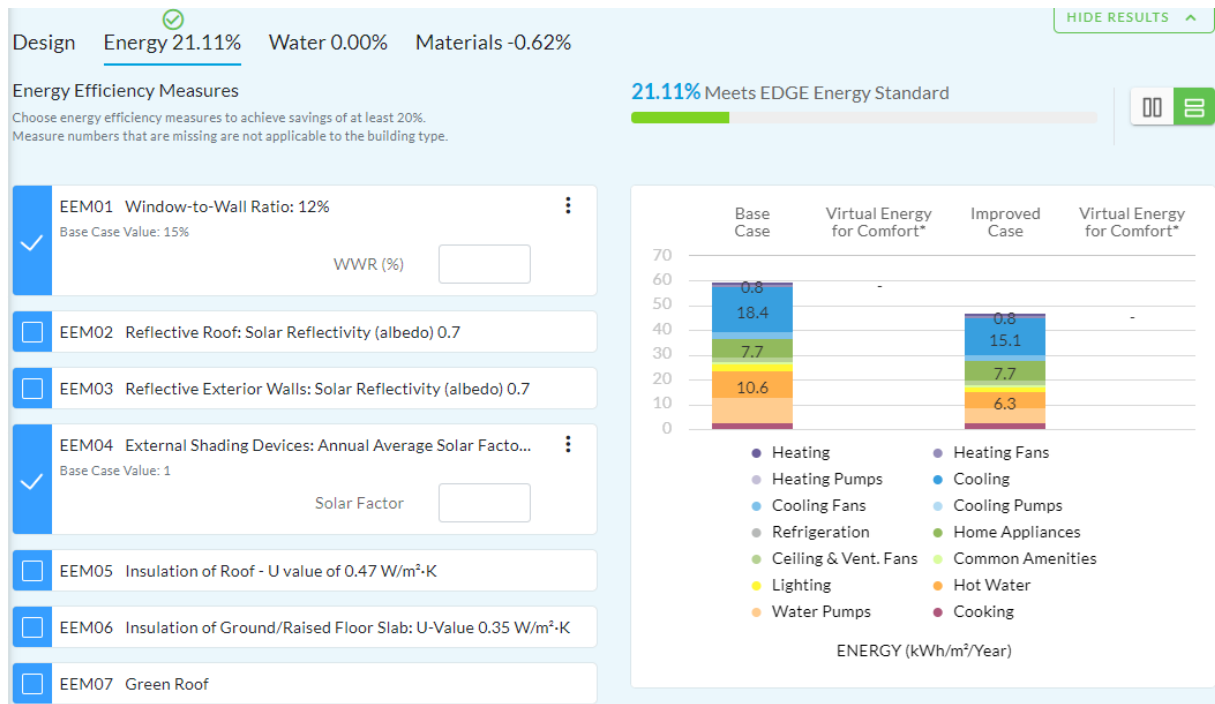 HIDE RESULTS
Design Energy 21.11% Water 0.00% Materials -0.62%
Energy Efficiency Measures
Choose energy efficiency measures to achieve savings of at least 20%.
Measure numbers that are missing are not applicable to the building type.
21.11% Meets EDGE Energy Standard
EEM01 Window-to-Wall Ratio: 12%
Base Case Value: 15%
WWR (%)
EEM02 Reflective Roof: Solar Reflectivity (albedo) 0.7
EEM03 Reflective Exterior Walls: Solar Reflectivity (albedo) 0.7
EEM04 External Shading Devices: Annual Average Solar Facto...
Base Case Value: 1
Solar Factor
EEM05 Insulation of Roof - U value of 0.47 W/m²·K
EEM06 Insulation of Ground/Raised Floor Slab: U-Value 0.35 W/m²·K
EEM07 Green Roof
Base Case
Virtual Energy for Comfort*
Improved Case
Virtual Energy for Comfort*
70
60
50
40
30
20
10
0
0.8
18.4
7.7
10.6
-
0.8
15.1
7.7
6.3
-
Heating Heating Fans
Heating Pumps Cooling
Cooling Fans Cooling Pumps
Refrigeration Home Appliances
Ceiling & Vent. Fans Common Amenities
Lighting Hot Water
Water Pumps Cooking
ENERGY (kWh/m²/Year)